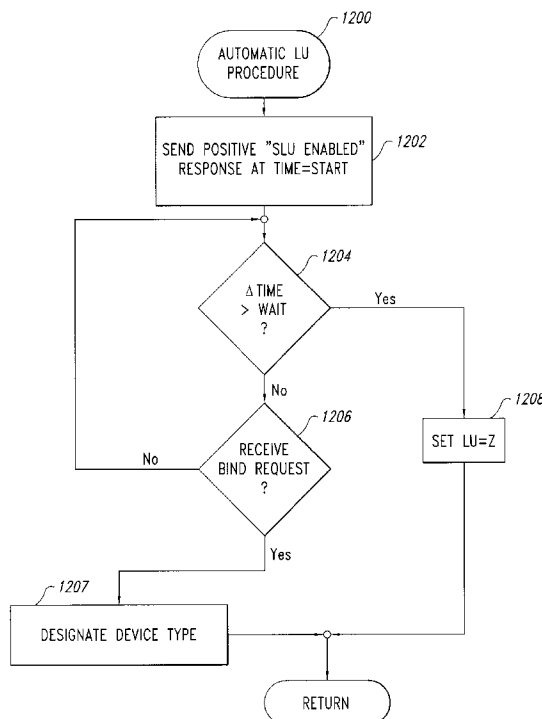 1200
AUTOMATIC LU
PROCEDURE
SEND POSITIVE "SLU ENABLED"
RESPONSE AT TIME=START
1202
1204
Δ TIME
> WAIT
?
Yes
No
1206
RECEIVE
BIND REQUEST
?
No
Yes
1208
SET LU=Z
1207
DESIGNATE DEVICE TYPE
RETURN